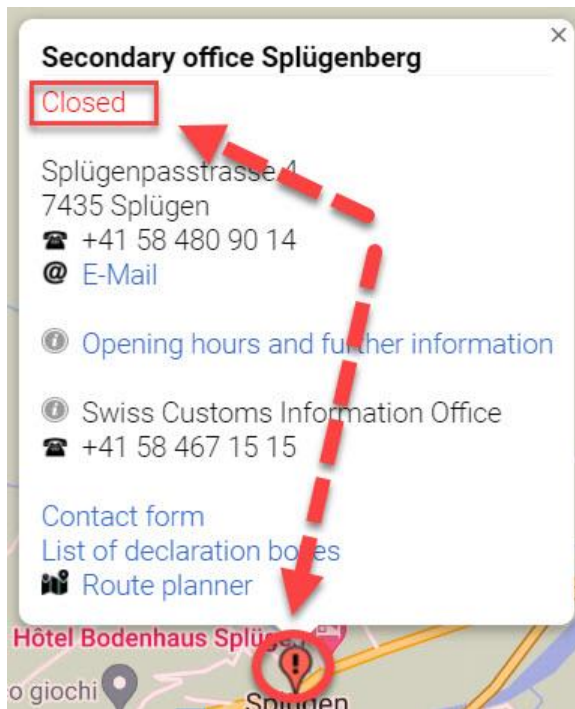 Secondary office Splügenberg
Closed
Splügenpasstrasse 4
7435 Splügen
+41 58 480 90 14
@ E-Mail
Opening hours and further information
Swiss Customs Information Office
+41 58 467 15 15
Contact form
List of declaration boxes
Route planner
Hôtel Bodenhaus Splügen
o giochi
Splügen